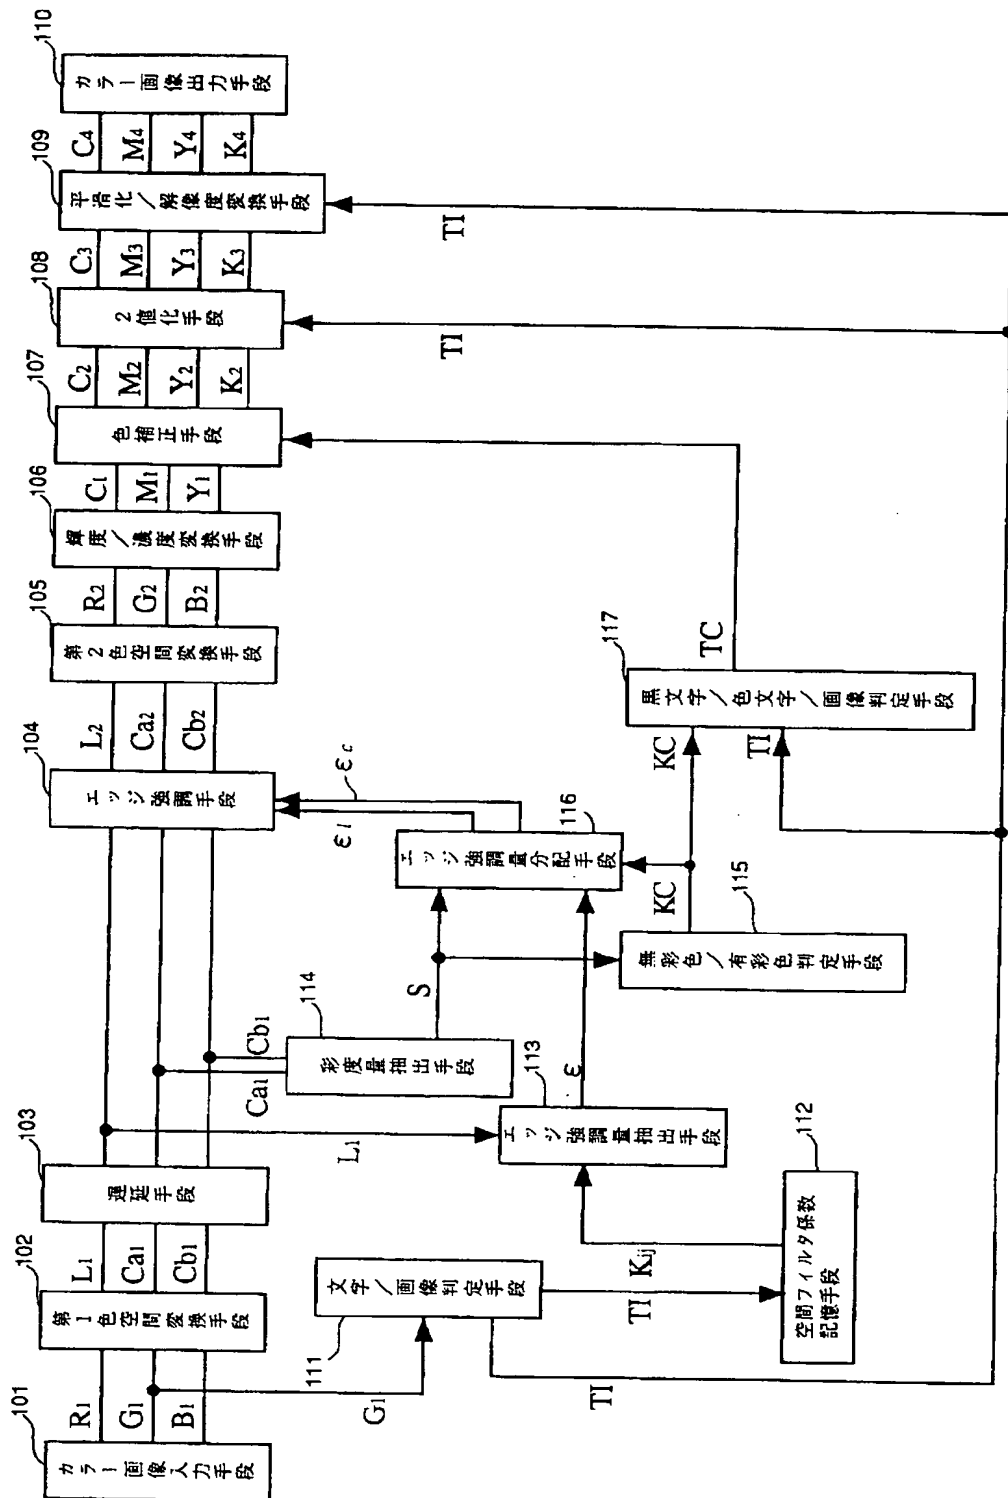 101
カラー画像入力手段
R1
G1
B1
102
第1色空間変換手段
L1
Ca1
Cb1
103
遅延手段
104
エッジ強調手段
L2
Ca2
Cb2
105
第2色空間変換手段
R2
G2
B2
106
輝度/濃度変換手段
C1
M1
Y1
107
色補正手段
C2
M2
Y2
K2
108
2値化手段
C3
M3
Y3
K3
109
平滑化/解像度変換手段
C4
M4
Y4
K4
110
カラー画像出力手段
G1
111
文字/画像判定手段
TI
TI
Kij
112
空間フィルタ係数
記憶手段
L1
113
エッジ強調量抽出手段
ε
Ca1
Cb1
114
彩度量抽出手段
S
115
無彩色/有彩色判定手段
KC
116
エッジ強調量分配手段
εl
εc
KC
TI
117
黒文字/色文字/画像判定手段
TC
TI
TI